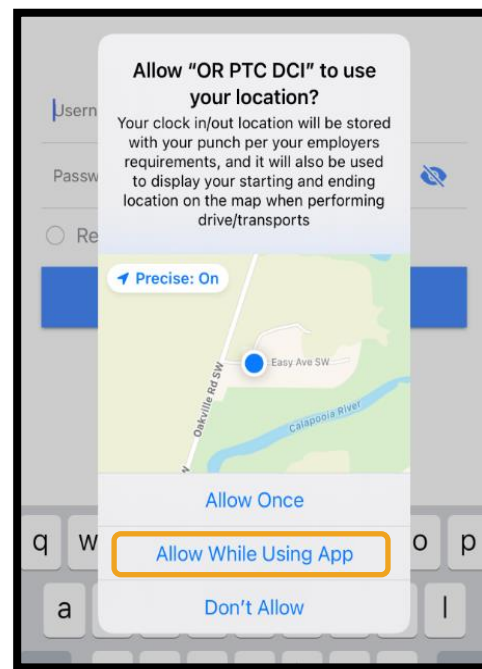 Allow “OR PTC DCI” to use
your location?
Usern
Your clock in/out location will be stored
with your punch per your employers
requirements, and it will also be used
Passw
to display your starting and ending
location on the map when performing
drive/transports
Re
Precise: On
Easy Ave SW
Oakville Rd SW
Calapooia River
W
Allow Once
q w o p
Allow While Using App
a l
Don’t Allow